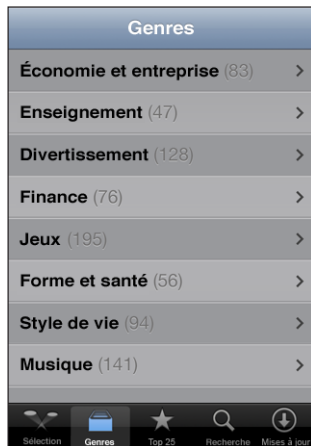 Genres
Économie et entreprise (83)
Enseignement (47)
Divertissement (128)
Finance (76)
Jeux (195)
Forme et santé (56)
Style de vie (94)
Musique (141)
Sélection Genres Top 25 Recherche Mises à jour